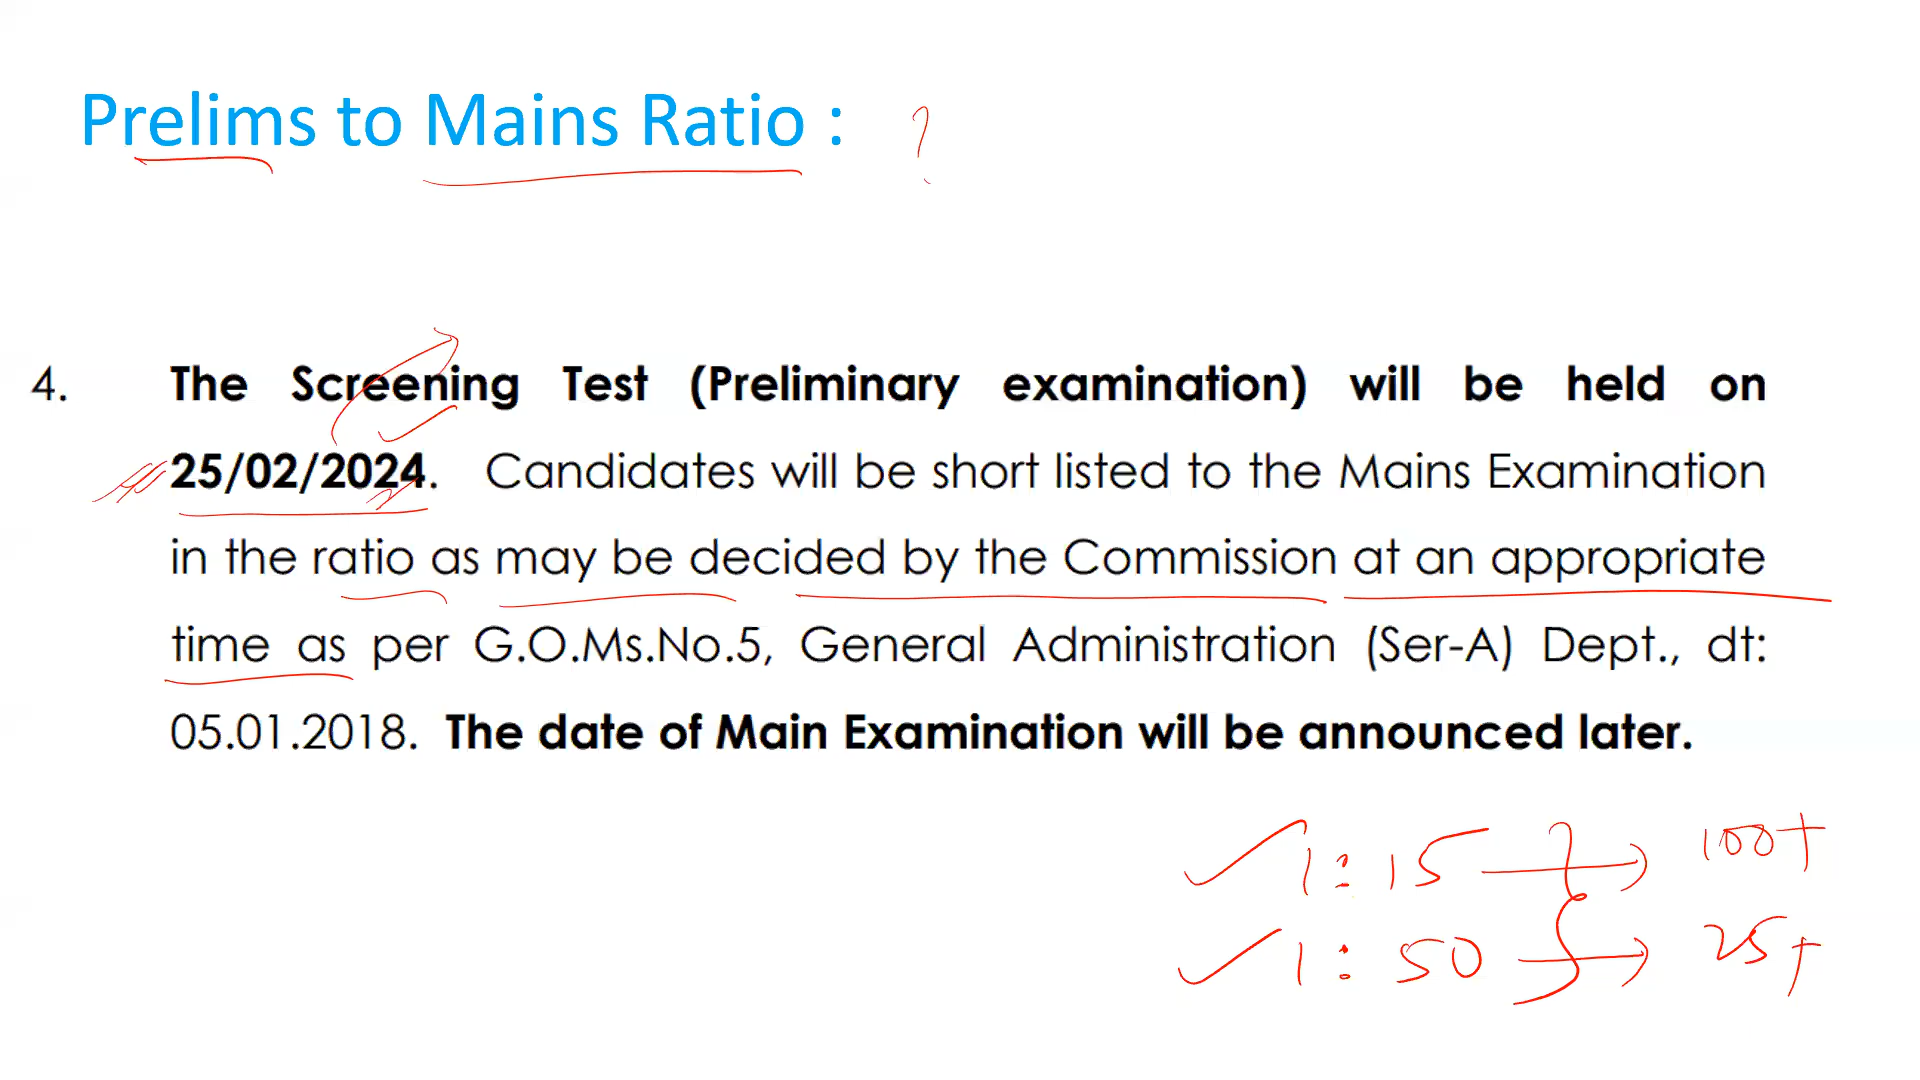 Prelims to Mains Ratio : ?
4. The Screening Test (Preliminary examination) will be held on
25/02/2024. Candidates will be short listed to the Mains Examination
in the ratio as may be decided by the Commission at an appropriate
time as per G.O.Ms.No.5, General Administration (Ser-A) Dept., dt:
05.01.2018. The date of Main Examination will be announced later.
1:15 → 100+
1:50 → 25+